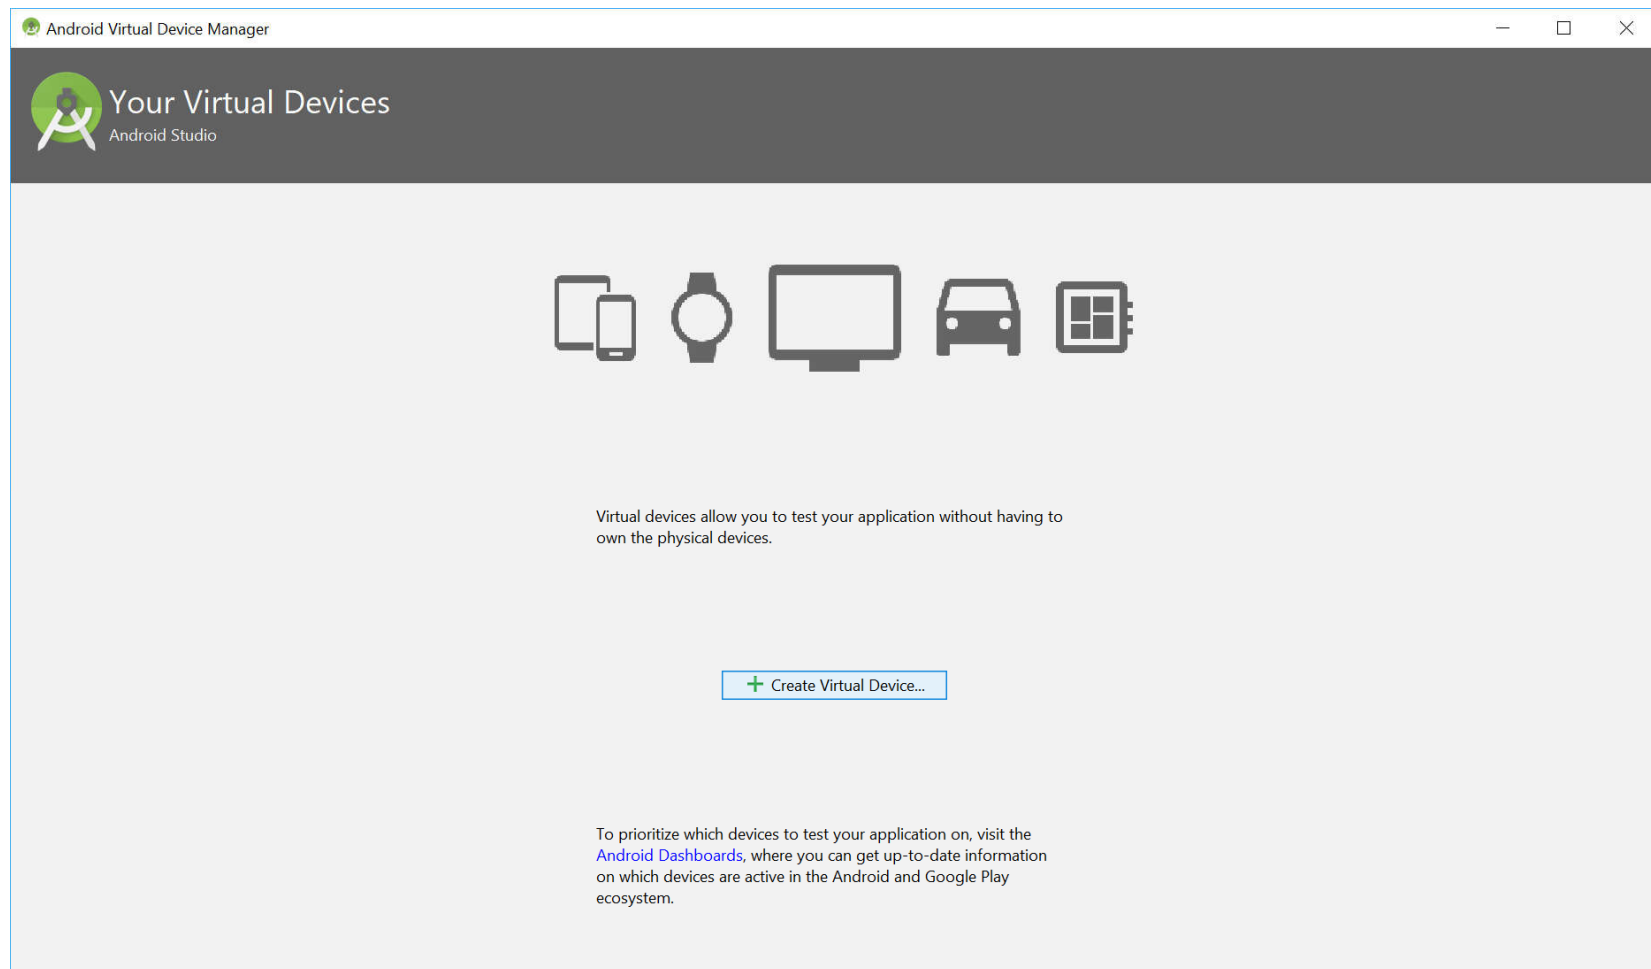 Android Virtual Device Manager
Your Virtual Devices
Android Studio
Virtual devices allow you to test your application without having to
own the physical devices.
Create Virtual Device...
To prioritize which devices to test your application on, visit the
Android Dashboards, where you can get up-to-date information
on which devices are active in the Android and Google Play
ecosystem.